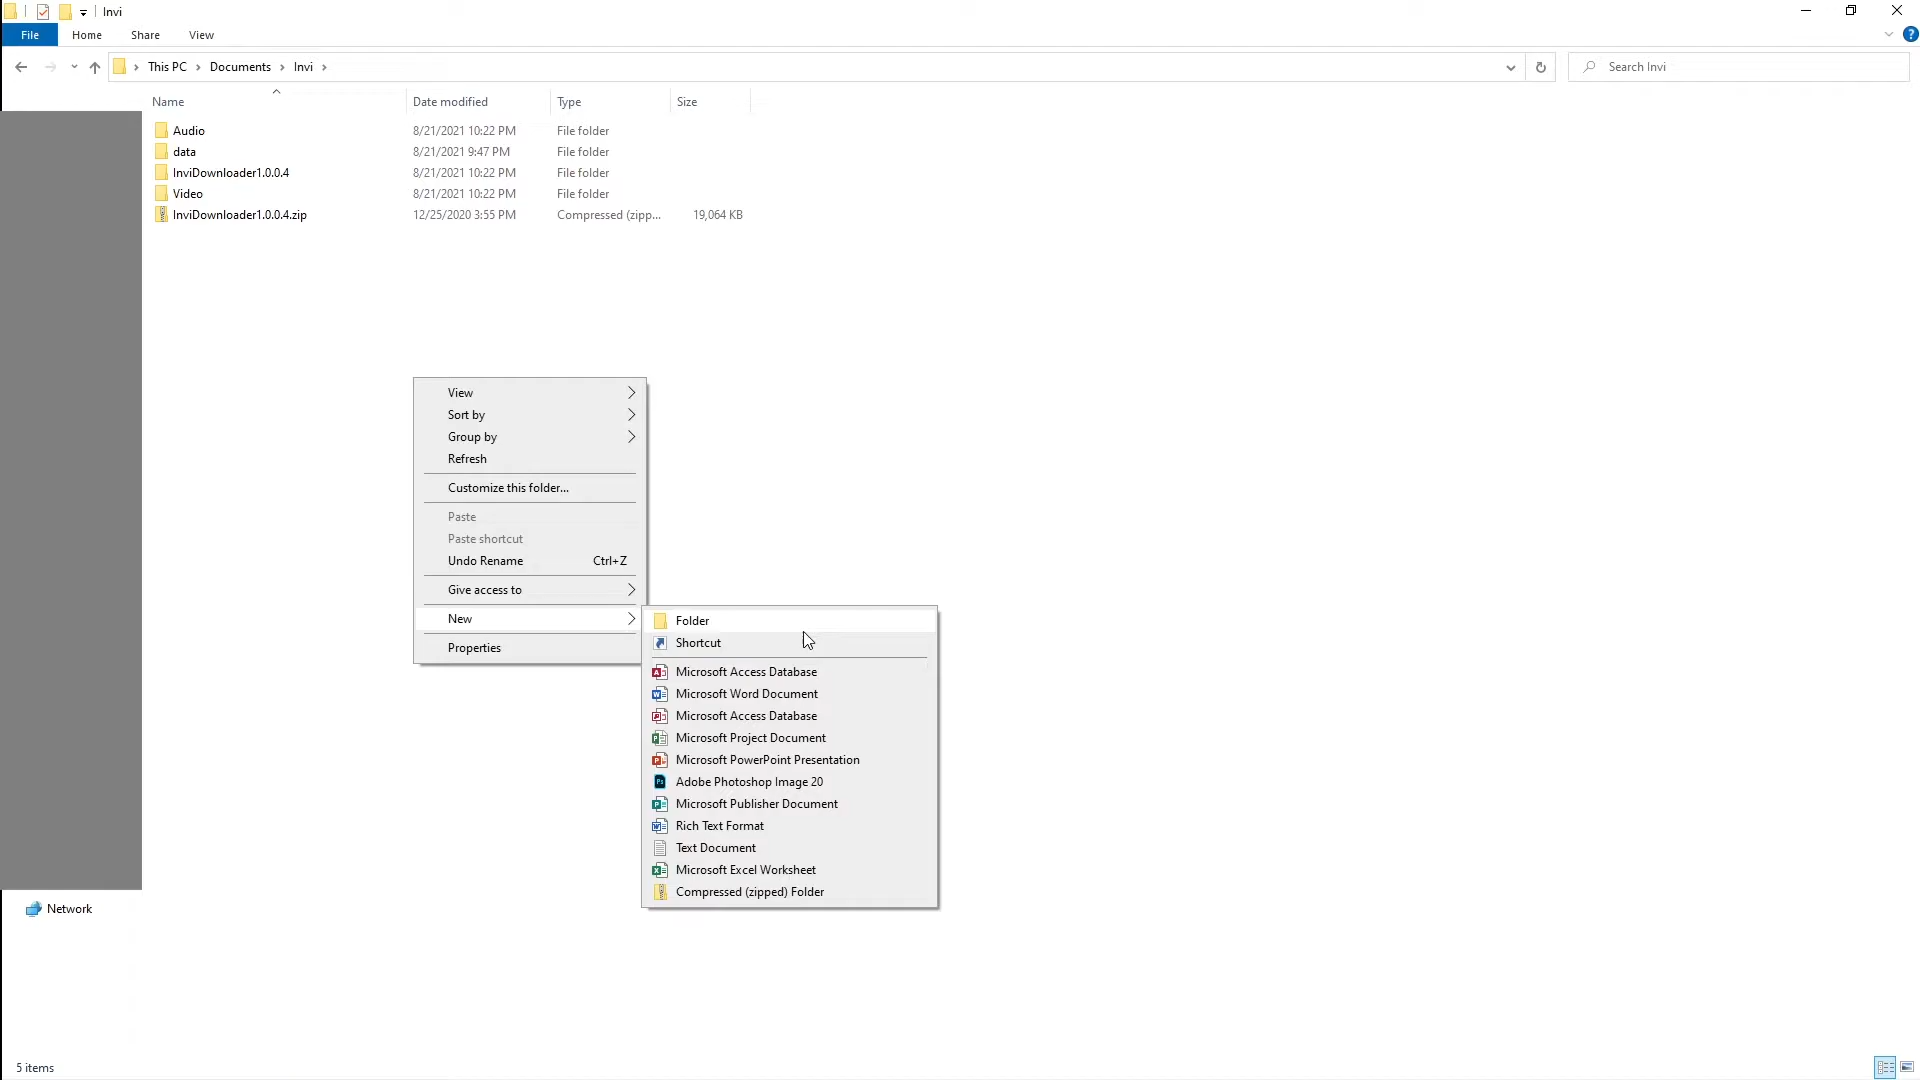 Invi
File Home Share View
This PC Documents Invi
Search Invi
Name Date modified Type Size
Audio 8/21/2021 10:22 PM File folder
data 8/21/2021 9:47 PM File folder
InviDownloader1.0.0.4 8/21/2021 10:22 PM File folder
Video 8/21/2021 10:22 PM File folder
InviDownloader1.0.0.4.zip 12/25/2020 3:55 PM Compressed (zipp... 19,064 KB
View
Sort by
Group by
Refresh
Customize this folder...
Paste
Paste shortcut
Undo Rename Ctrl+Z
Give access to
New
Properties
Folder
Shortcut
Microsoft Access Database
Microsoft Word Document
Microsoft Access Database
Microsoft Project Document
Microsoft PowerPoint Presentation
Adobe Photoshop Image 20
Microsoft Publisher Document
Rich Text Format
Text Document
Microsoft Excel Worksheet
Compressed (zipped) Folder
Network
5 items